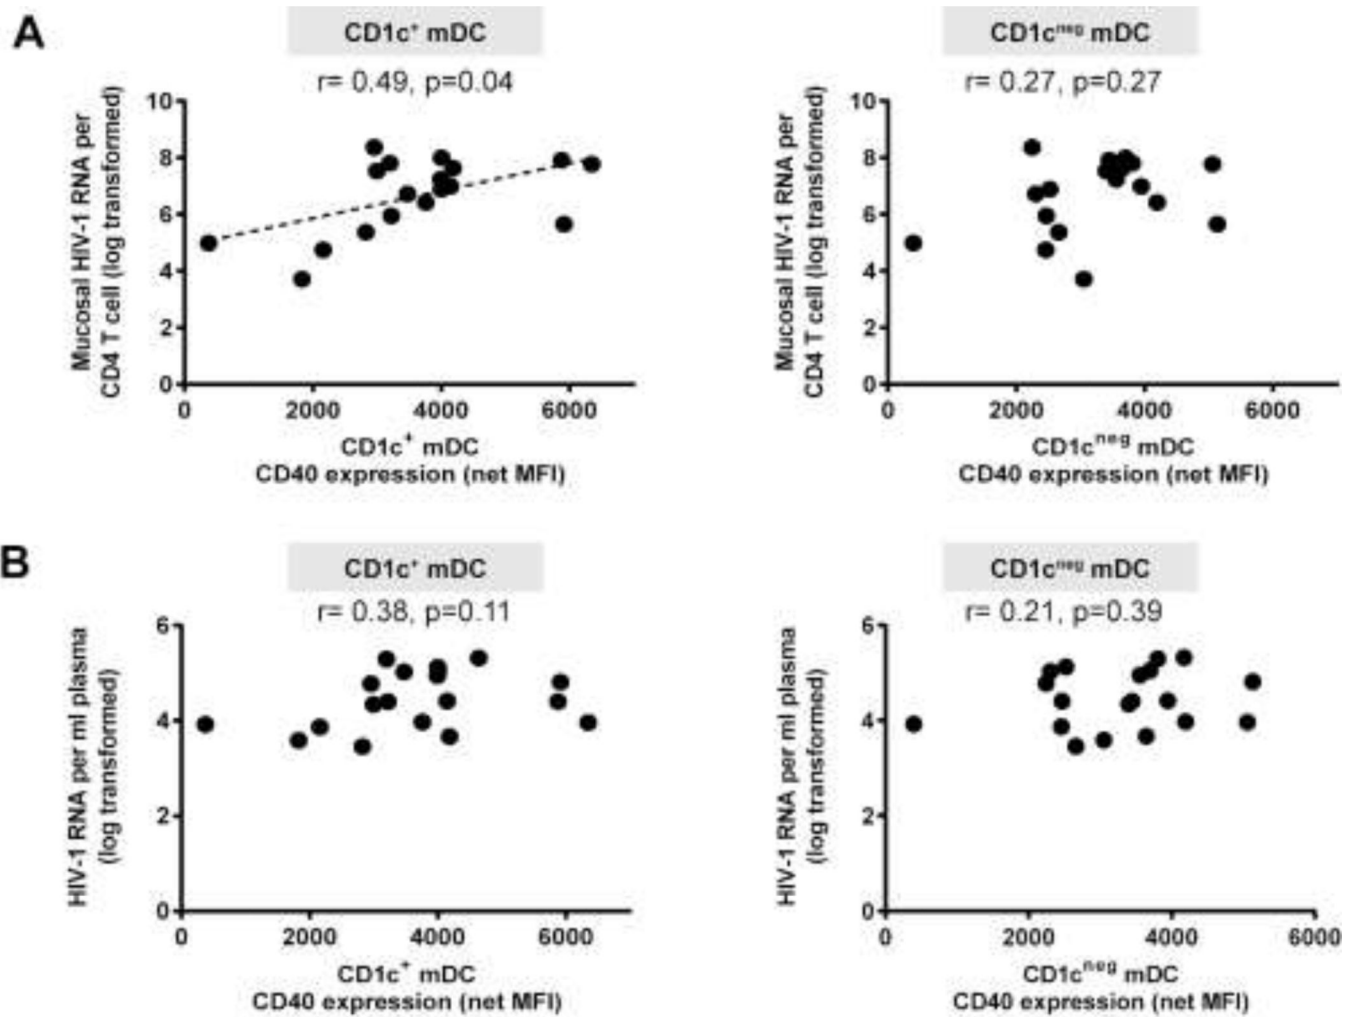 A
CD1c⁺ mDC
r= 0.49, p=0.04
Mucosal HIV-1 RNA per
CD4 T cell (log transformed)
10
8
6
4
2
0
0 2000 4000 6000
CD1c⁺ mDC
CD40 expression (net MFI)
CD1cⁿᵉᵍ mDC
r= 0.27, p=0.27
Mucosal HIV-1 RNA per
CD4 T cell (log transformed)
10
8
6
4
2
0
0 2000 4000 6000
CD1cⁿᵉᵍ mDC
CD40 expression (net MFI)
B
CD1c⁺ mDC
r= 0.38, p=0.11
HIV-1 RNA per ml plasma
(log transformed)
6
4
2
0
0 2000 4000 6000
CD1c⁺ mDC
CD40 expression (net MFI)
CD1cⁿᵉᵍ mDC
r= 0.21, p=0.39
HIV-1 RNA per ml plasma
(log transformed)
6
4
2
0
0 2000 4000 6000
CD1cⁿᵉᵍ mDC
CD40 expression (net MFI)